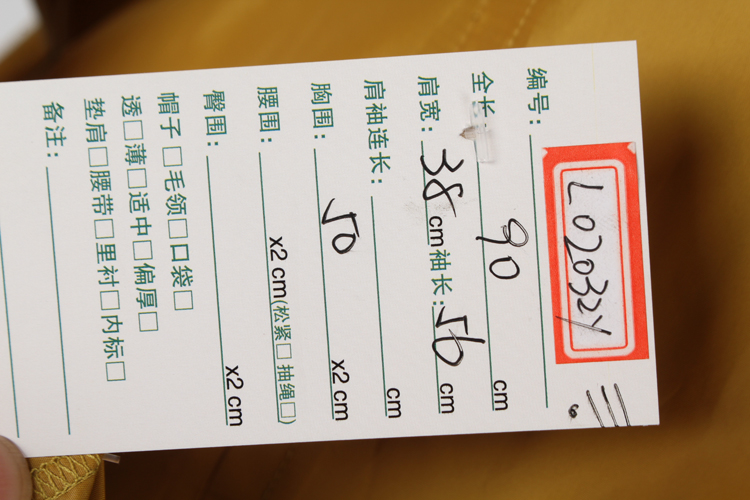 编号: L020324
全长: 90 cm
肩宽: 38 cm 袖长: 56 cm
肩袖连长: cm
胸围: 50 x2 cm
腰围: x2 cm(松紧□ 抽绳□)
臀围: x2 cm
帽子□ 毛领□ 口袋□
透□薄□适中□偏厚□
垫肩□腰带□里衬□内标□
备注: